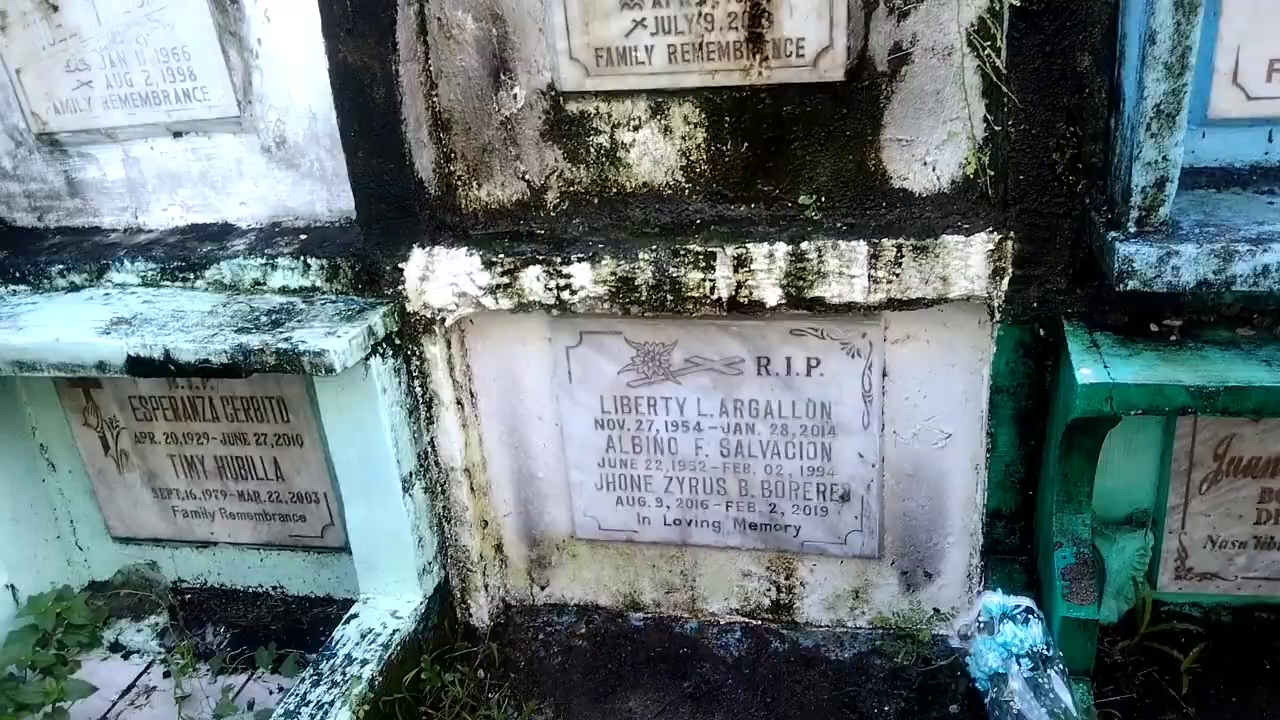 JAN 11, 1966
AUG 2, 1998
FAMILY REMEMBRANCE
JULY 9, 
FAMILY REMEMBRANCE
R.I.P.
ESPERANZA GERBITO
APR. 20,1929-JUNE 27,2010
TIMY HUBILLA
SEPT.16,1979-MAR.22,2003
Family Remembrance
R.I.P.
LIBERTY L. ARGALLON
NOV. 27, 1954 - JAN. 28, 2014
ALBINO F. SALVACION
JUNE 22, 1952 - FEB. 02, 1994
JHONE ZYRUS B. BORERES
AUG. 9, 2016 - FEB. 2, 2019
In Loving Memory